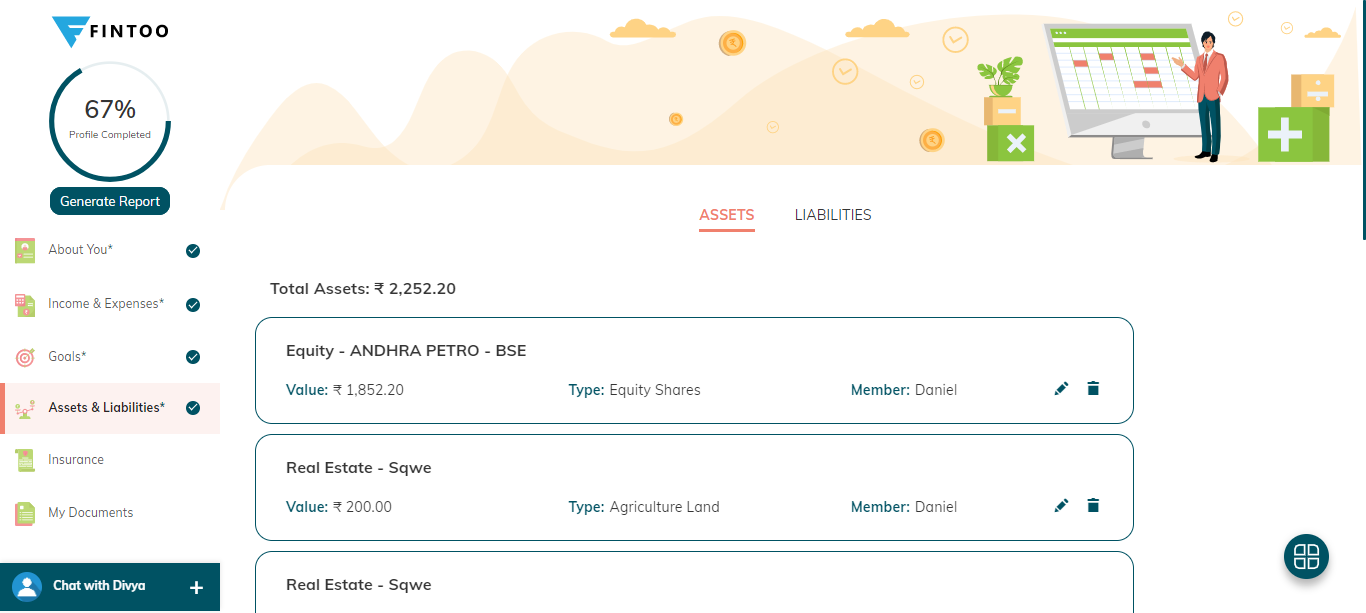 FINTOO
67%
Profile Completed
Generate Report
About You*
Income & Expenses*
Goals*
Assets & Liabilities*
Insurance
My Documents
Chat with Divya +
ASSETS LIABILITIES
Total Assets: ₹ 2,252.20
Equity - ANDHRA PETRO - BSE
Value: ₹ 1,852.20 Type: Equity Shares Member: Daniel
Real Estate - Sqwe
Value: ₹ 200.00 Type: Agriculture Land Member: Daniel
Real Estate - Sqwe